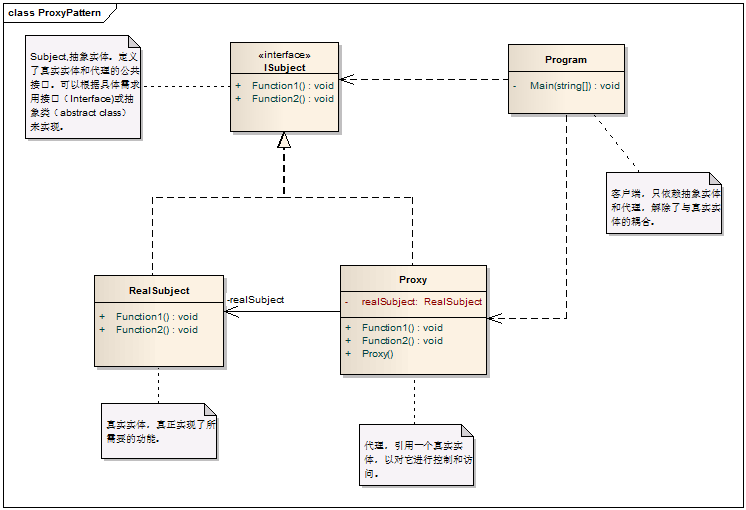 class ProxyPattern
Subject,抽象实体。定义
了真实实体和代理的公共
接口。可以根据具体需求
用接口（Interface)或抽
象类（abstract class）
来实现。
«interface»
ISubject
+ Function1() : void
+ Function2() : void
Program
- Main(string[]) : void
客户端，只依赖抽象实体
和代理，解除了与真实实
体的耦合。
RealSubject
+ Function1() : void
+ Function2() : void
-realSubject
Proxy
- realSubject: RealSubject
+ Function1() : void
+ Function2() : void
+ Proxy()
真实实体，真正实现了所
需要的功能。
代理，引用一个真实实
体，以对它进行控制和访
问。